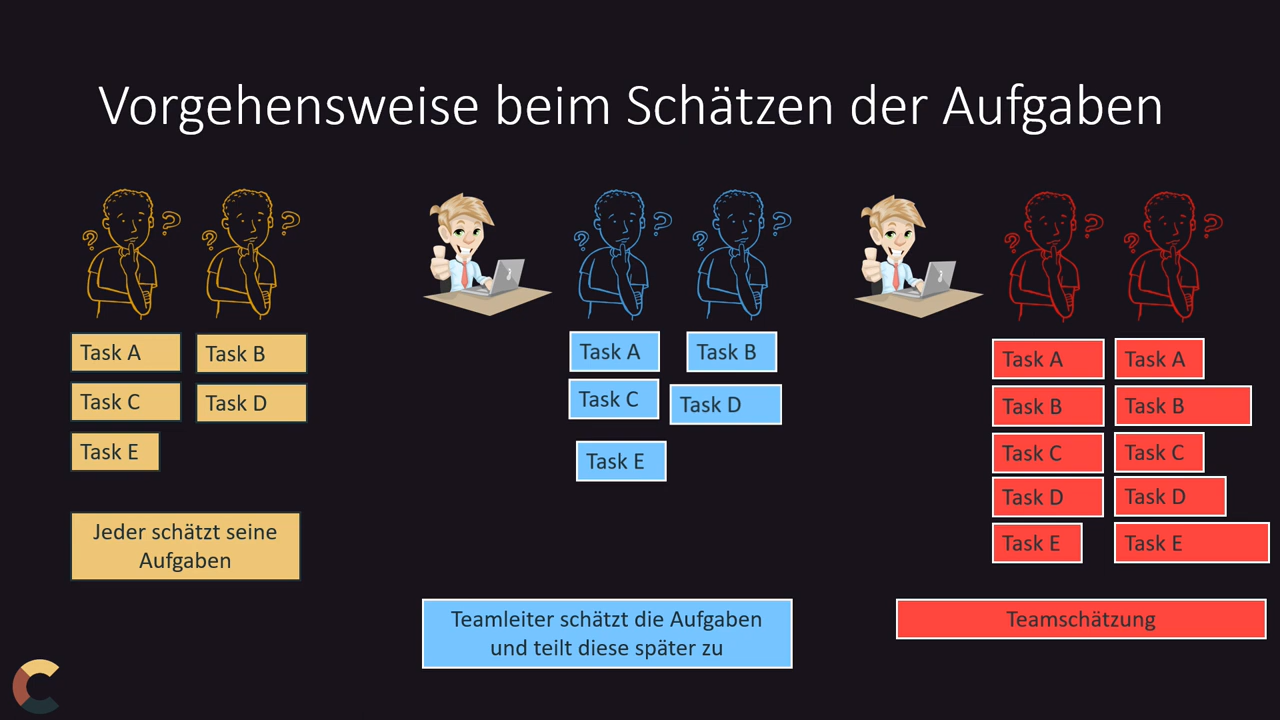 Vorgehensweise beim Schätzen der Aufgaben
Task A
Task B
Task C
Task D
Task E
Jeder schätzt seine
Aufgaben
Task A
Task B
Task C
Task D
Task E
Teamleiter schätzt die Aufgaben
und teilt diese später zu
Task A
Task A
Task B
Task B
Task C
Task C
Task D
Task D
Task E
Task E
Teamschätzung